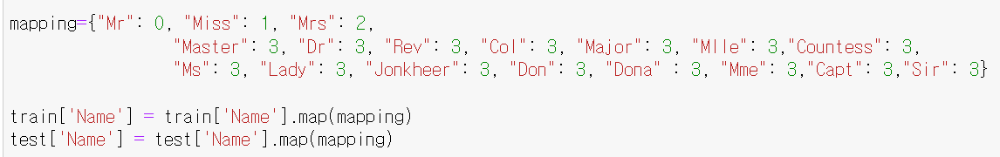 mapping={"Mr": 0, "Miss": 1, "Mrs": 2,
"Master": 3, "Dr": 3, "Rev": 3, "Col": 3, "Major": 3, "Mlle": 3,"Countess": 3,
"Ms": 3, "Lady": 3, "Jonkheer": 3, "Don": 3, "Dona" : 3, "Mme": 3,"Capt": 3,"Sir": 3}
train['Name'] = train['Name'].map(mapping)
test['Name'] = test['Name'].map(mapping)